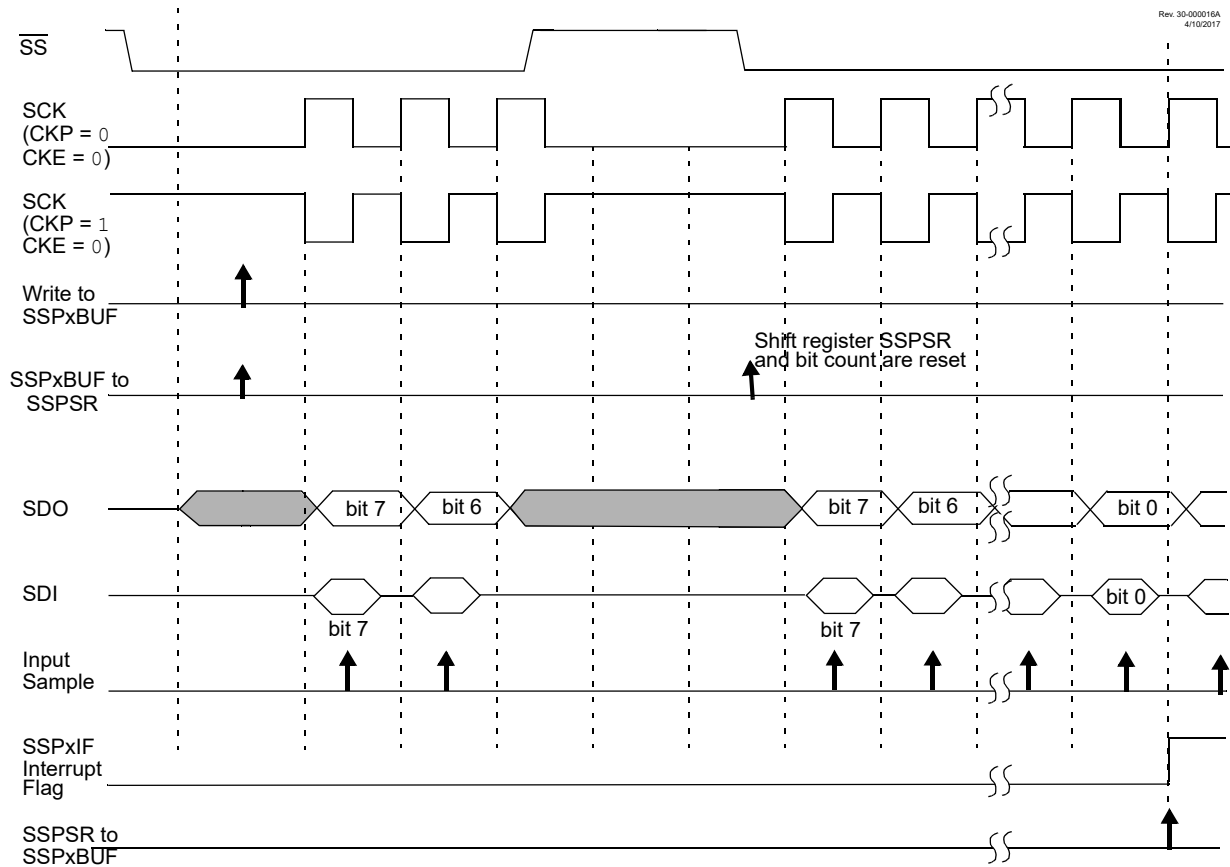 Rev. 30-000016A
4/10/2017
SS
SCK
(CKP = 0
CKE = 0)
SCK
(CKP = 1
CKE = 0)
Write to
SSPxBUF
Shift register SSPSR
and bit count are reset
SSPxBUF to
SSPSR
SDO
bit 7
bit 6
bit 7
bit 6
bit 0
SDI
bit 0
bit 7
bit 7
Input
Sample
SSPxIF
Interrupt
Flag
SSPSR to
SSPxBUF